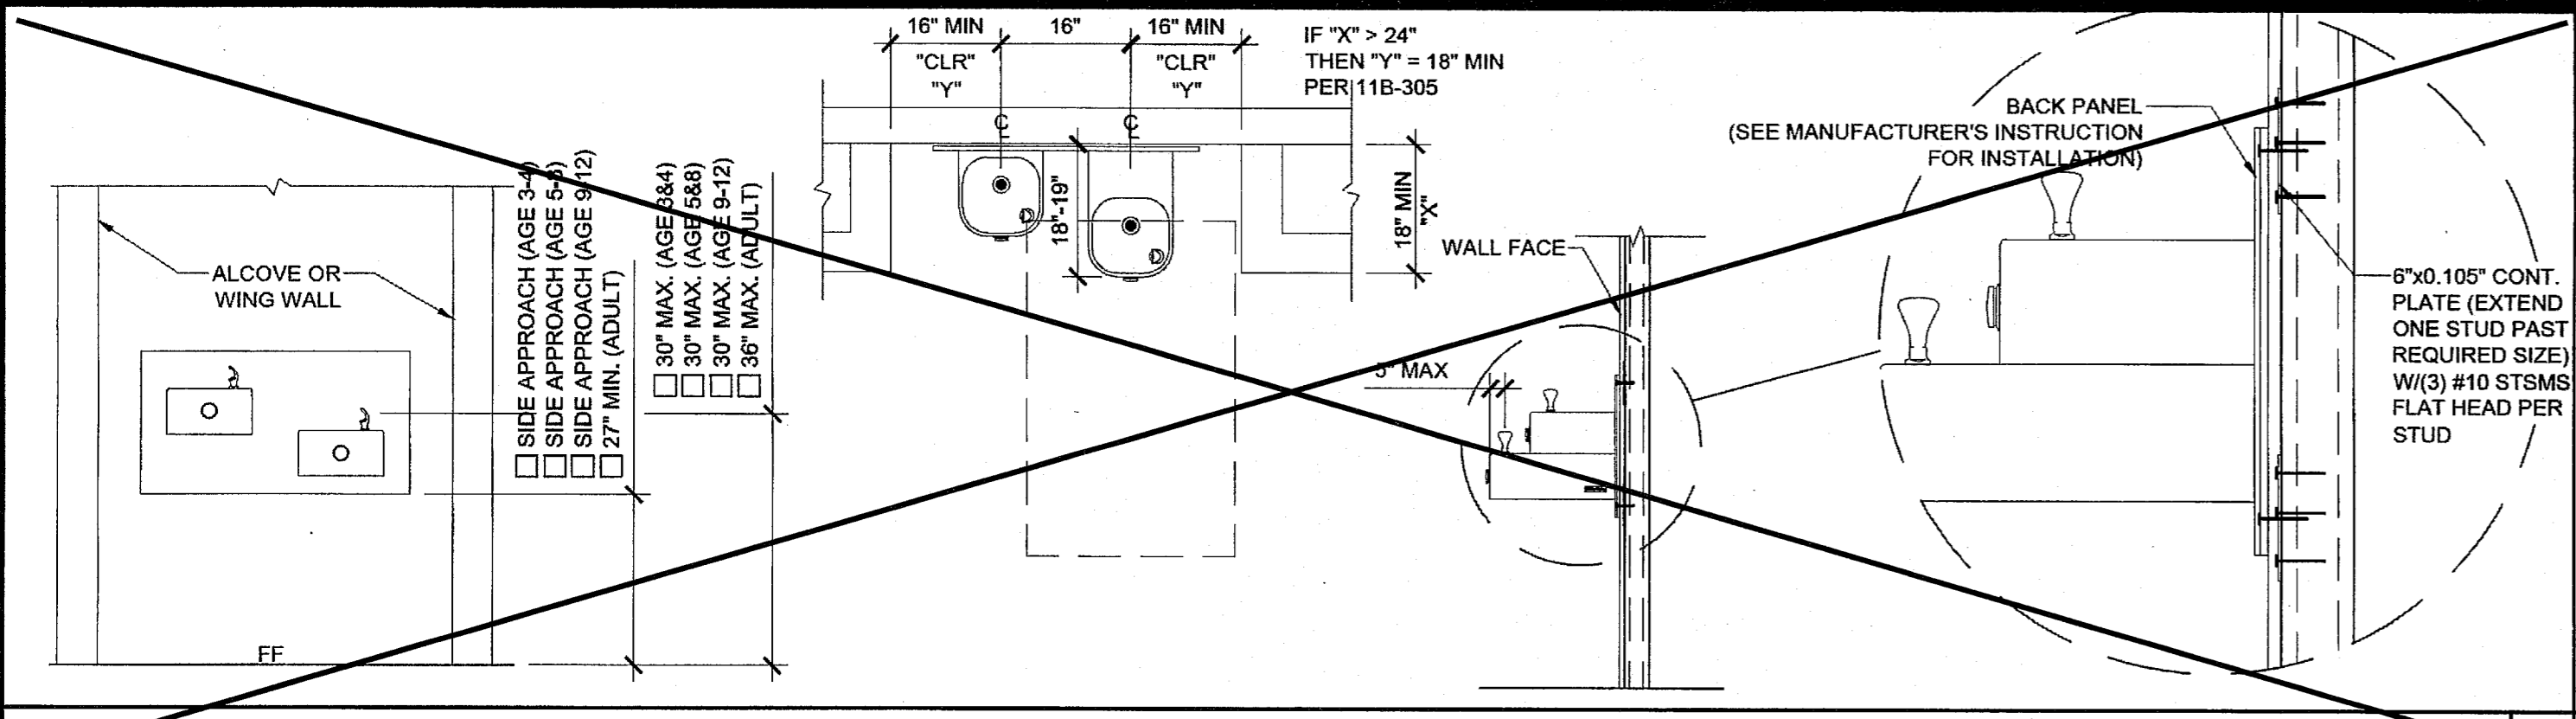 16" MIN
16"
16" MIN
"CLR"
"Y"
"CLR"
"Y"
IF "X" > 24"
THEN "Y" = 18" MIN
PER 11B-305
BACK PANEL
(SEE MANUFACTURER'S INSTRUCTION
FOR INSTALLATION)
ALCOVE OR
WING WALL
SIDE APPROACH (AGE 3-4)
SIDE APPROACH (AGE 5-8)
SIDE APPROACH (AGE 9-12)
27" MIN. (ADULT)
30" MAX. (AGE 3&4)
30" MAX. (AGE 5&8)
30" MAX. (AGE 9-12)
36" MAX. (ADULT)
FF
CL
CL
18"-19"
18" MIN
"X"
WALL FACE
5" MAX
6"x0.105" CONT.
PLATE (EXTEND
ONE STUD PAST
REQUIRED SIZE)
W/(3) #10 STSMS
FLAT HEAD PER
STUD